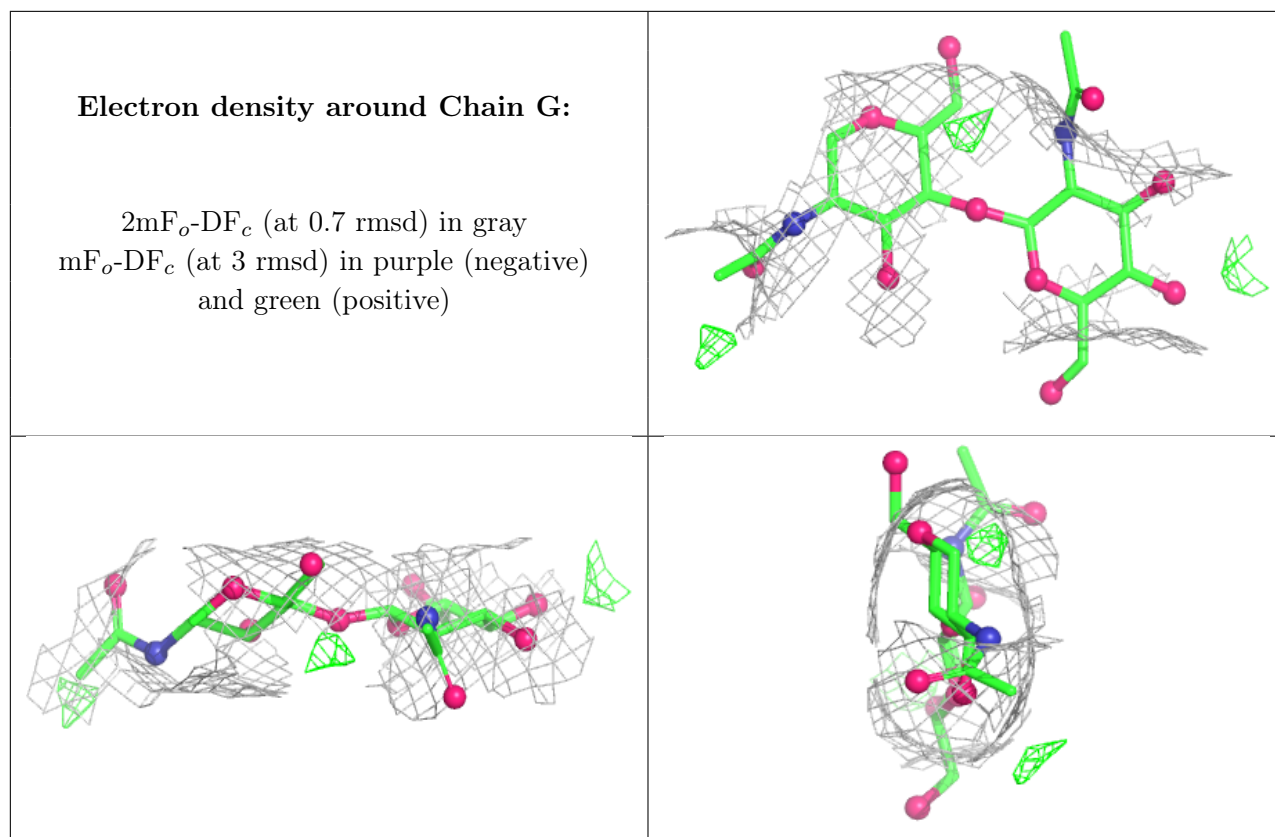 Electron density around Chain G:
2mFₒ-DF𝒸 (at 0.7 rmsd) in gray
mFₒ-DF𝒸 (at 3 rmsd) in purple (negative)
and green (positive)